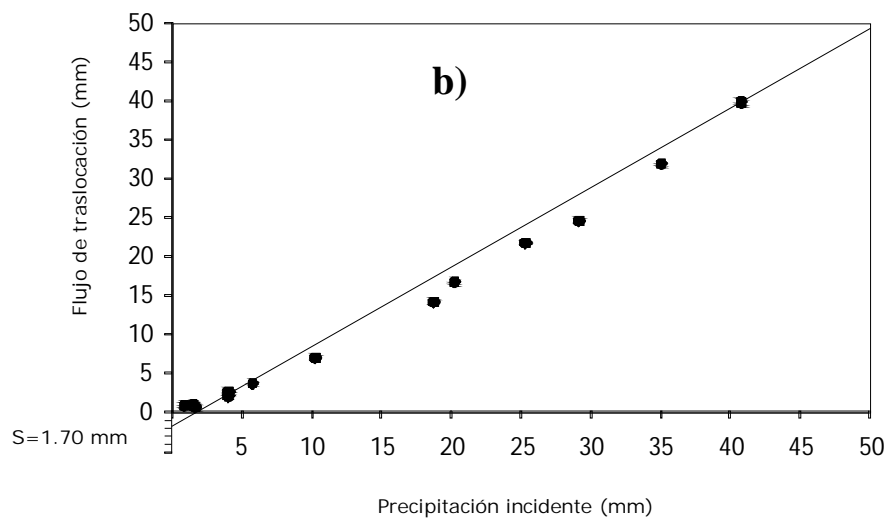 50
45
40
35
30
25
20
15
10
5
0
Flujo de traslocación (mm)
b)
S=1.70 mm
5 10 15 20 25 30 35 40 45 50
Precipitación incidente (mm)